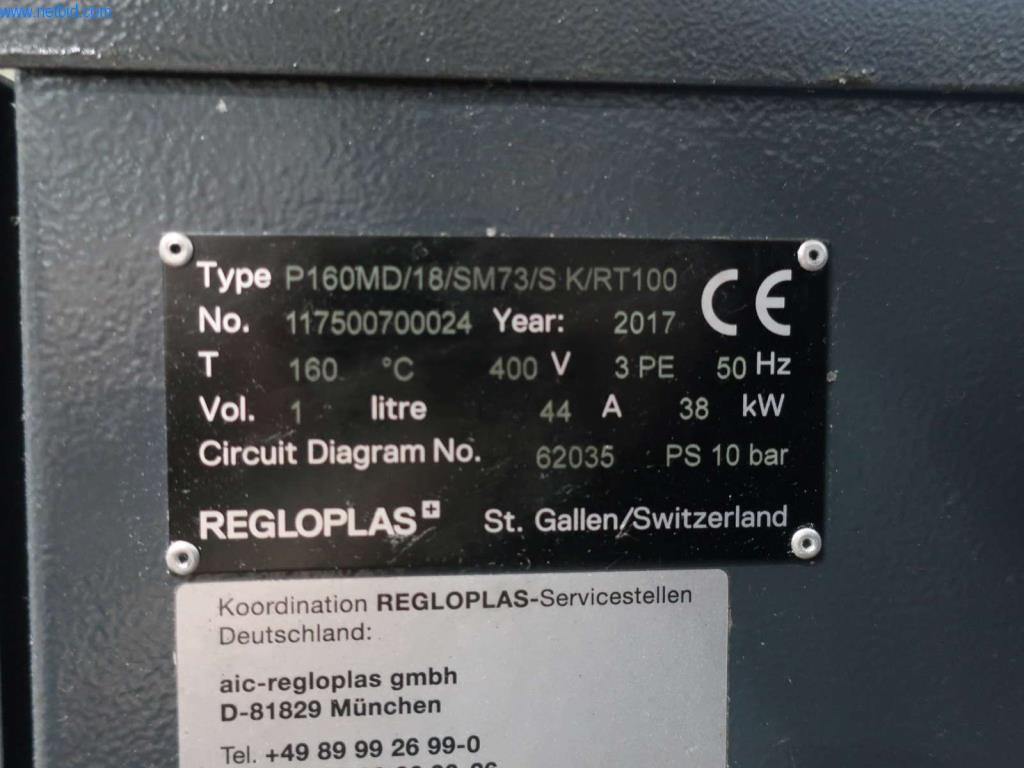 www.netbid.com
Type P160MD/18/SM73/S K/RT100 CE
No. 117500700024 Year: 2017
T 160 °C 400 V 3 PE 50 Hz
Vol. 1 litre 44 A 38 kW
Circuit Diagram No. 62035 PS 10 bar
REGLOPLAS St. Gallen/Switzerland
Koordination REGLOPLAS-Servicestellen
Deutschland:
aic-regloplas gmbh
D-81829 München
Tel. +49 89 99 26 99-0